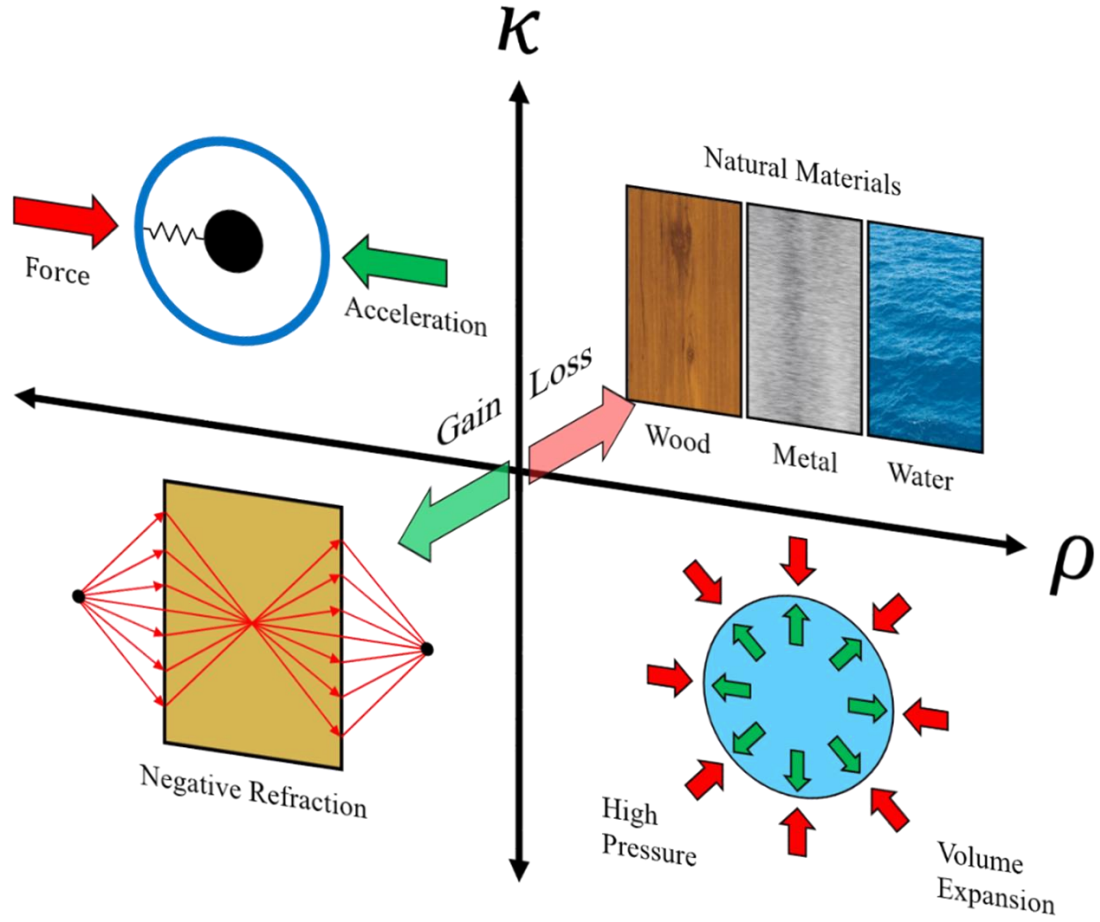 κ
Natural Materials
Force
Acceleration
Gain
Loss
Wood
Metal
Water
ρ
Negative Refraction
High
Pressure
Volume
Expansion